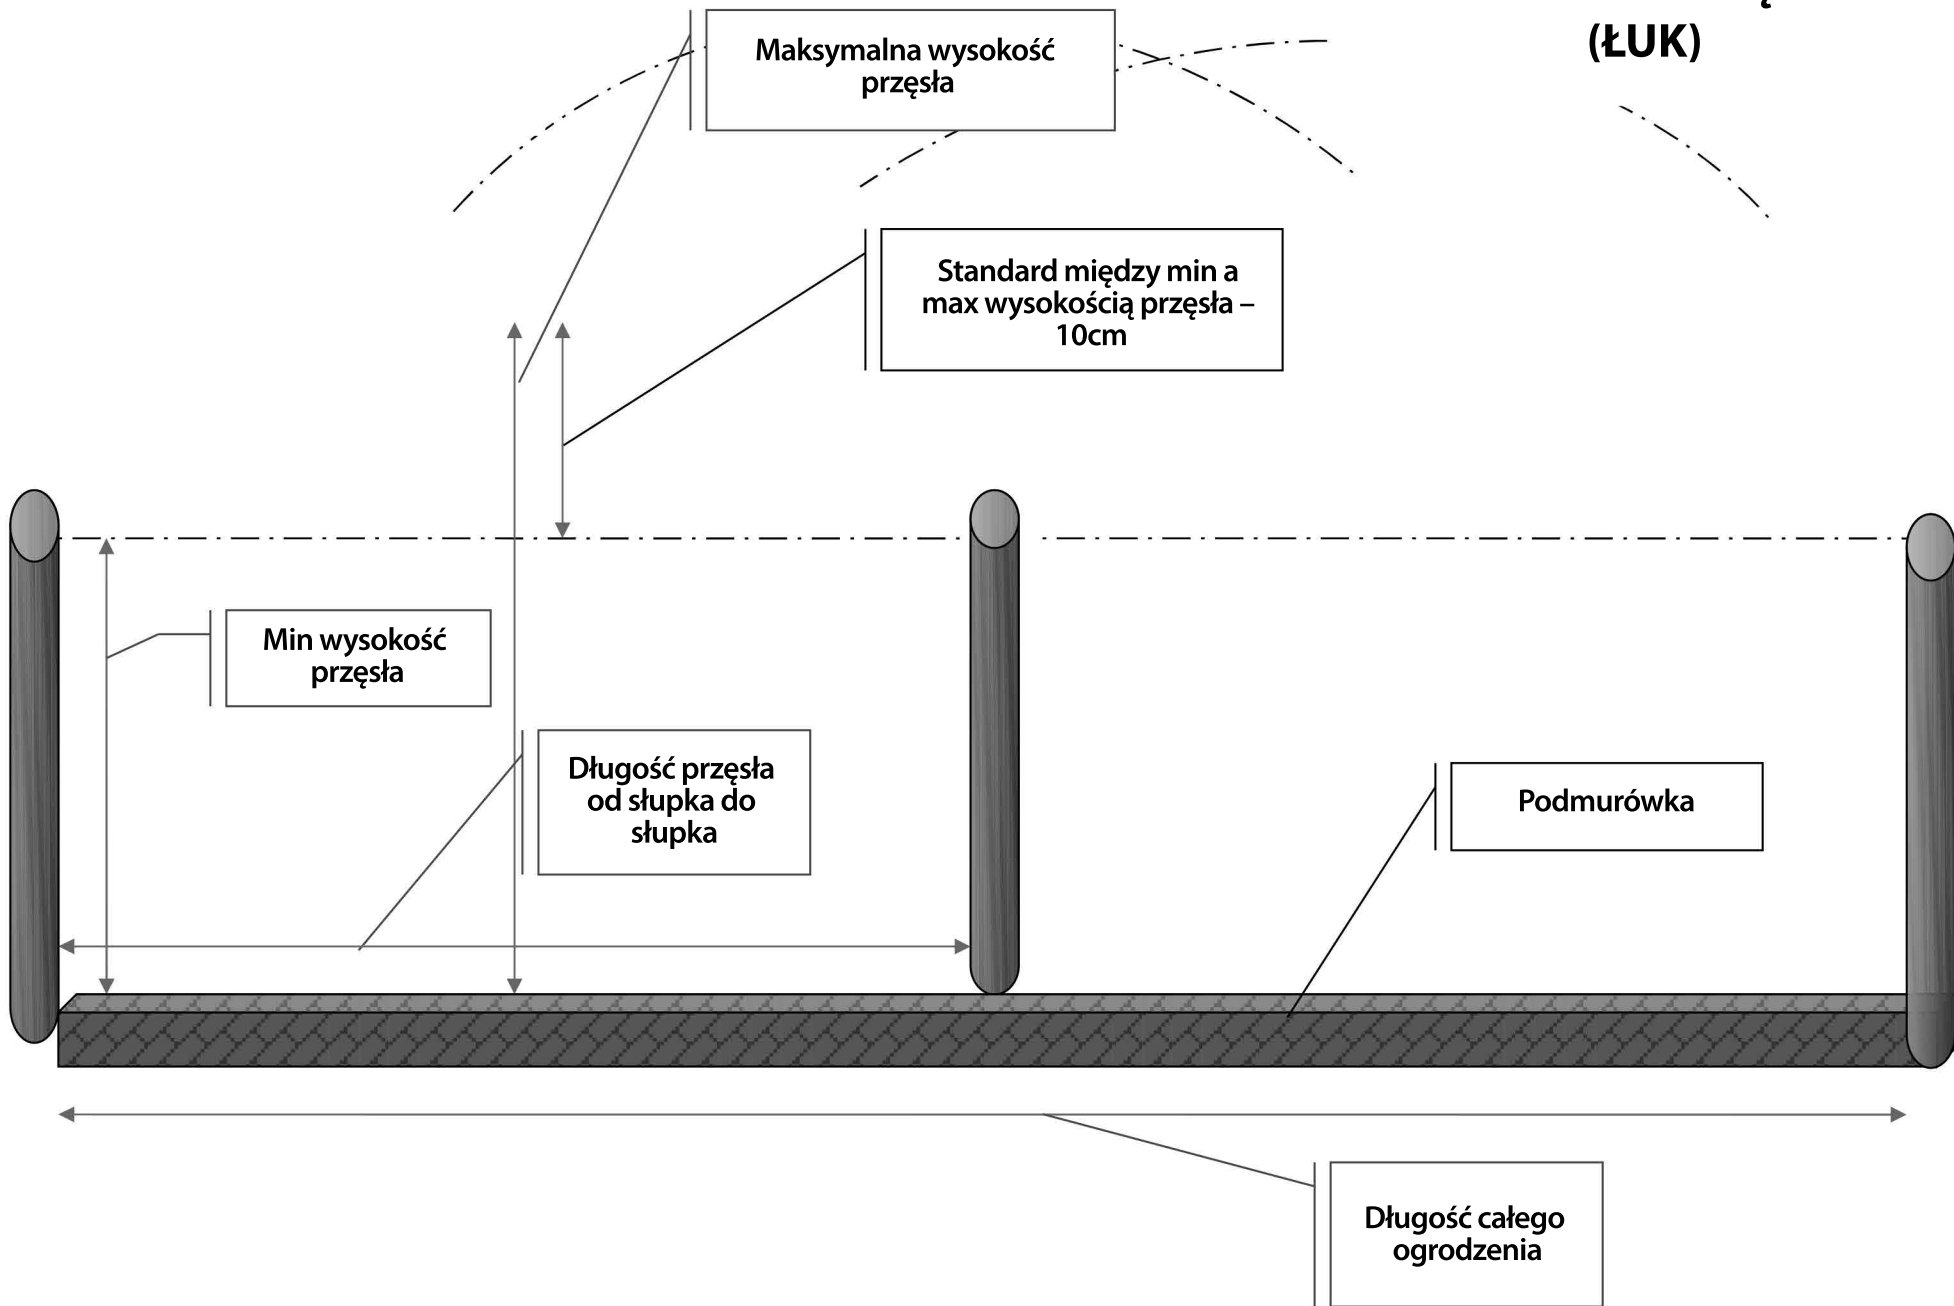 (ŁUK)
Maksymalna wysokość
przęsła
Standard między min a
max wysokością przęsła –
10cm
Min wysokość
przęsła
Długość przęsła
od słupka do
słupka
Podmurówka
Długość całego
ogrodzenia